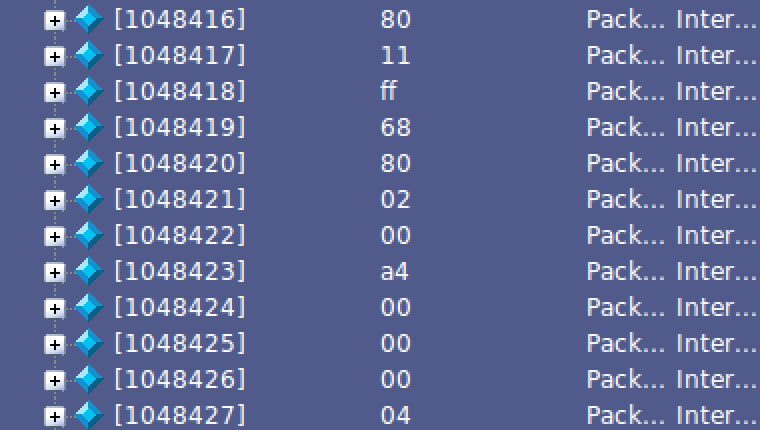 [1048416] 80 Pack... Inter...
[1048417] 11 Pack... Inter...
[1048418] ff Pack... Inter...
[1048419] 68 Pack... Inter...
[1048420] 80 Pack... Inter...
[1048421] 02 Pack... Inter...
[1048422] 00 Pack... Inter...
[1048423] a4 Pack... Inter...
[1048424] 00 Pack... Inter...
[1048425] 00 Pack... Inter...
[1048426] 00 Pack... Inter...
[1048427] 04 Pack... Inter...